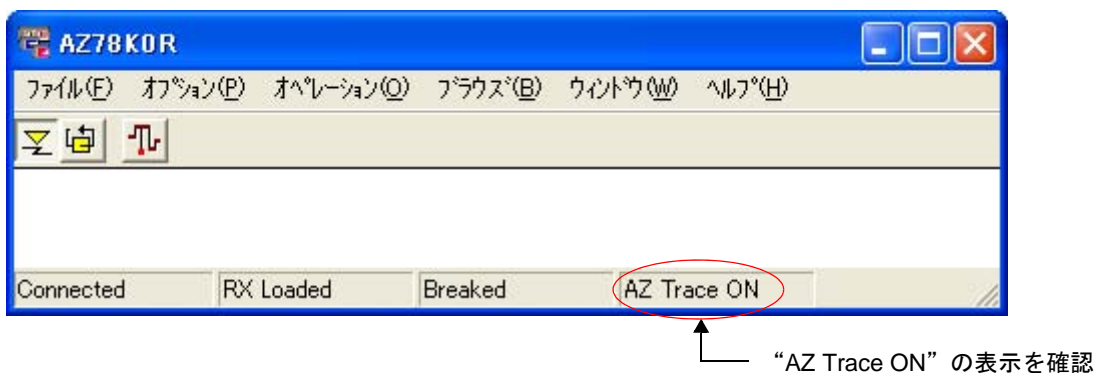 AZ78K0R
ファイル(F) オプション(P) オペレーション(O) ブラウズ(B) ウィンドウ(W) ヘルプ(H)
Connected RX Loaded Breaked AZ Trace ON
“AZ Trace ON”の表示を確認